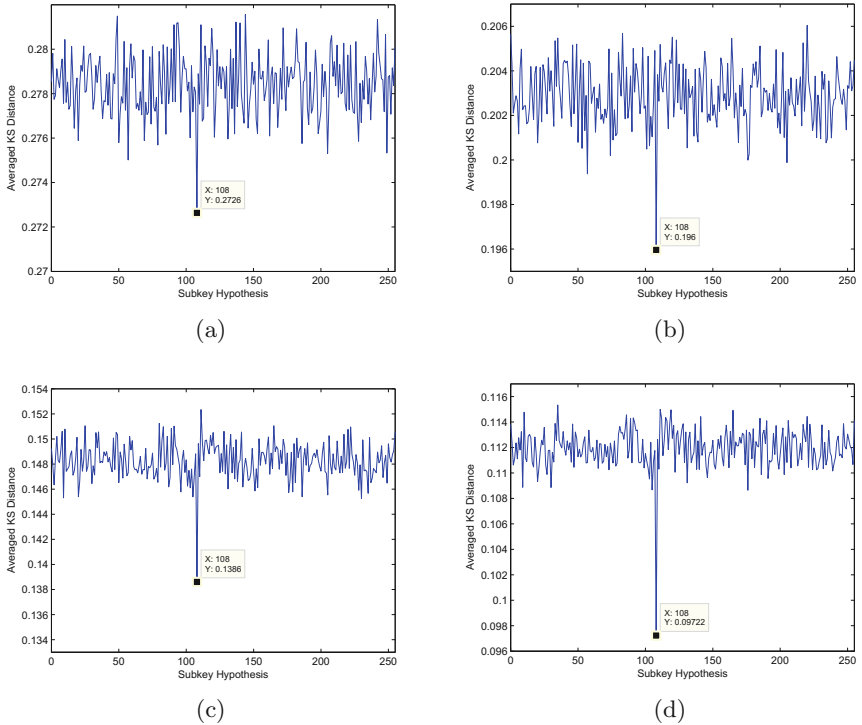 0.28
0.278
0.276
0.274
0.272
0.27
Averaged KS Distance
X: 108
Y: 0.2726
0 50 100 150 200 250
Subkey Hypothesis
(a)
0.206
0.204
0.202
0.2
0.198
0.196
Averaged KS Distance
X: 108
Y: 0.196
0 50 100 150 200 250
Subkey Hypothesis
(b)
0.154
0.152
0.15
0.148
0.146
0.144
0.142
0.14
0.138
0.136
0.134
Averaged KS Distance
X: 108
Y: 0.1386
0 50 100 150 200 250
Subkey Hypothesis
(c)
0.116
0.114
0.112
0.11
0.108
0.106
0.104
0.102
0.1
0.098
0.096
Averaged KS Distance
X: 108
Y: 0.09722
0 50 100 150 200 250
Subkey Hypothesis
(d)